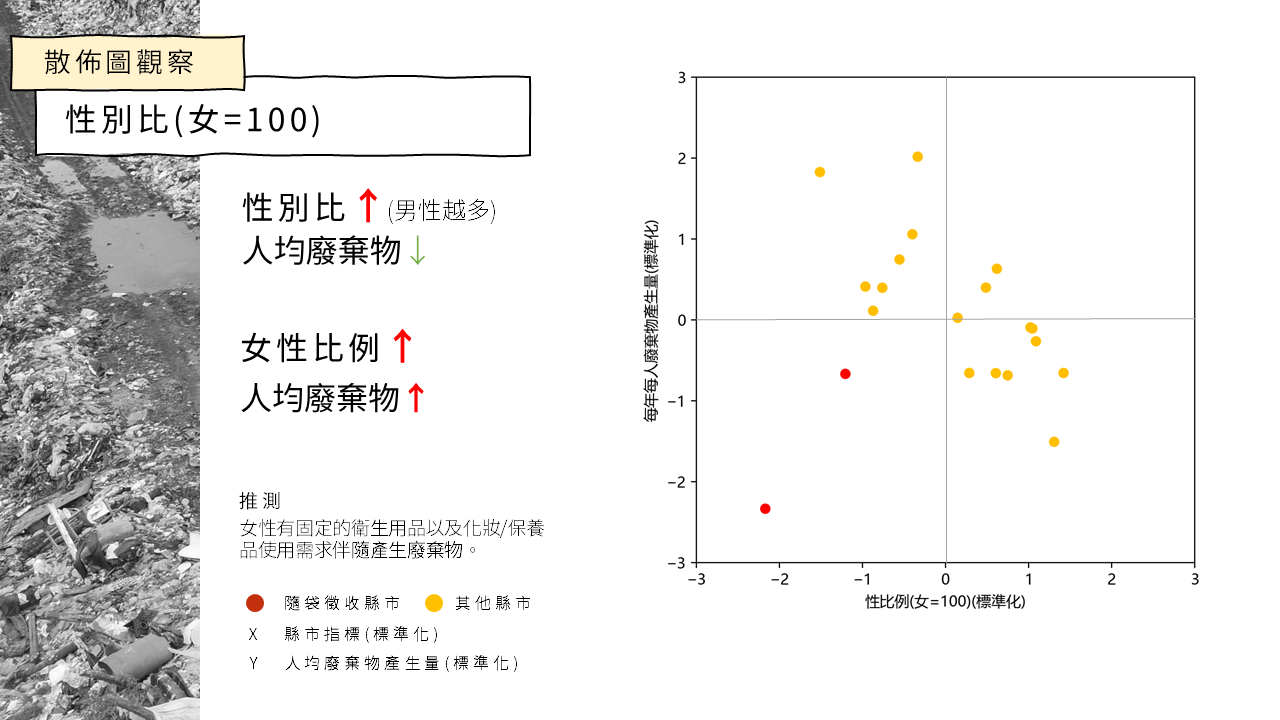 散佈圖觀察
性別比(女=100)
性別比↑(男性越多)
人均廢棄物↓
女性比例↑
人均廢棄物↑
推測
女性有固定的衛生用品以及化妝/保養
品使用需求伴隨產生廢棄物。
隨袋徵收縣市
其他縣市
X 縣市指標(標準化)
Y 人均廢棄物產生量(標準化)
每年每人廢棄物產生量(標準化)
3
2
1
0
−1
−2
−3
−3 −2 −1 0 1 2 3
性比例(女=100)(標準化)